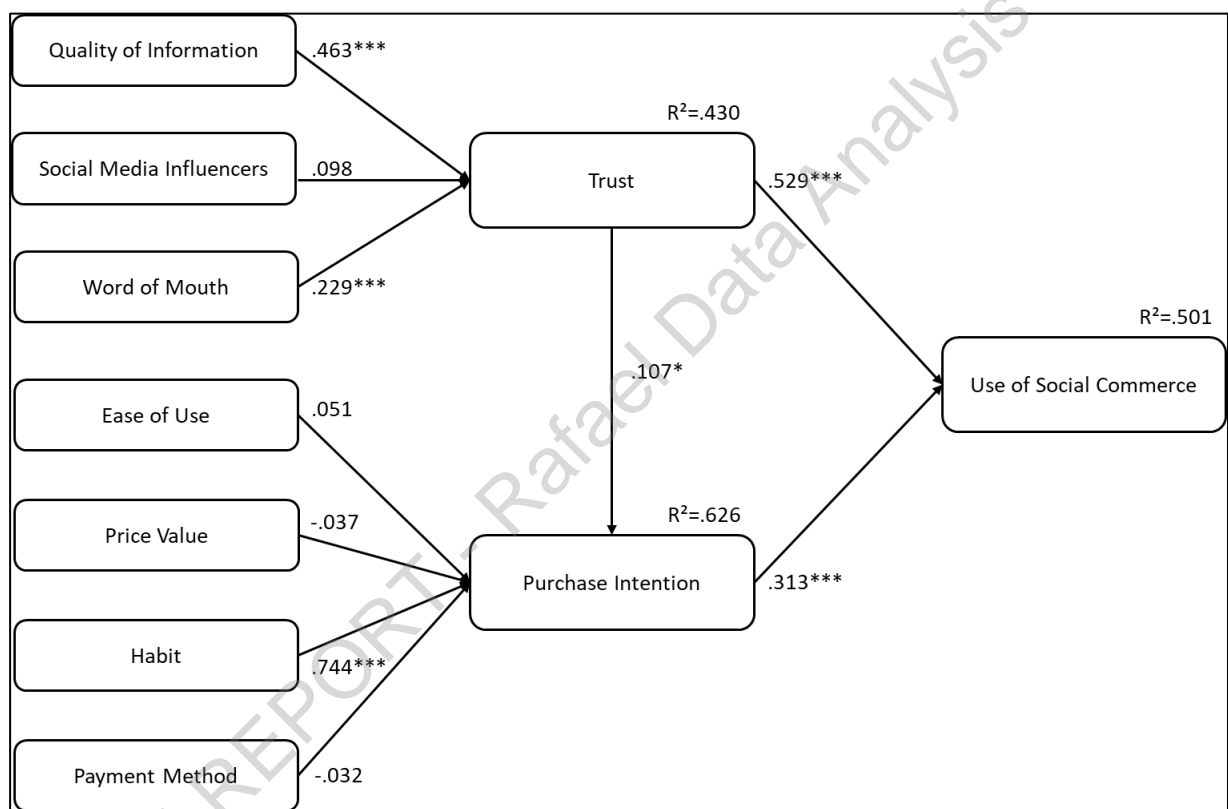 Quality of Information
.463***
R²=.430
Social Media Influencers
.098
Trust
.529***
Word of Mouth
.229***
R²=.501
.107*
Use of Social Commerce
Ease of Use
.051
R²=.626
Price Value
-.037
Purchase Intention
.313***
Habit
.744***
Payment Method
-.032
REPORT - Rafael Data Analysis